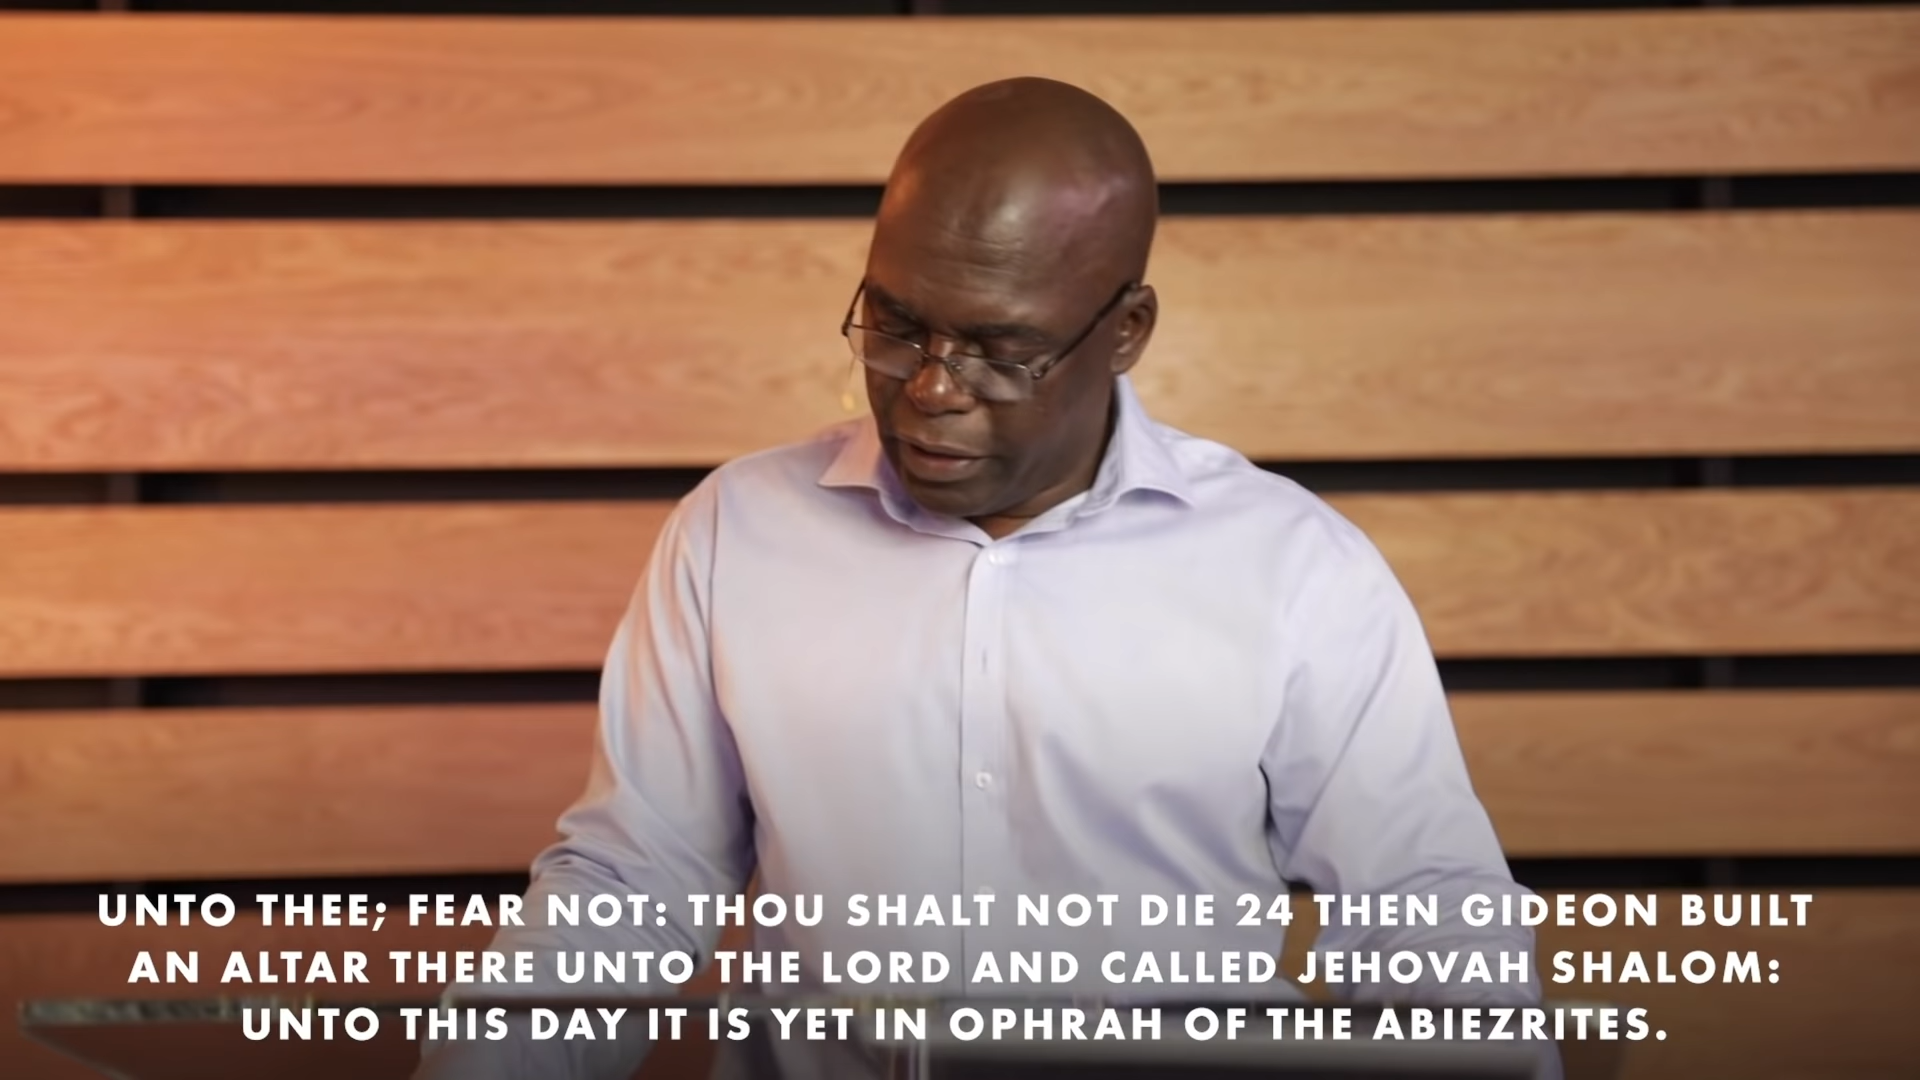 UNTO THEE; FEAR NOT: THOU SHALT NOT DIE 24 THEN GIDEON BUILT
AN ALTAR THERE UNTO THE LORD AND CALLED JEHOVAH SHALOM:
UNTO THIS DAY IT IS YET IN OPHRAH OF THE ABIEZRITES.